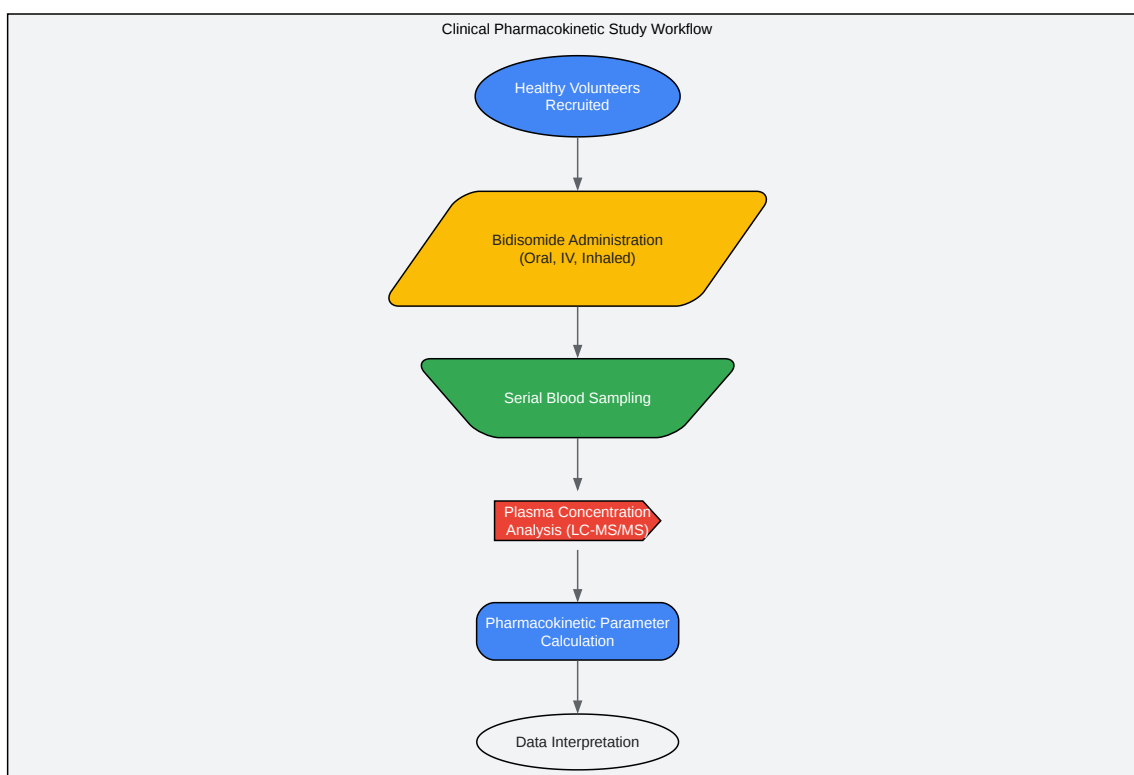 Clinical Pharmacokinetic Study Workflow
Healthy Volunteers
Recruited
Bidisomide Administration
(Oral, IV, Inhaled)
Serial Blood Sampling
Plasma Concentration
Analysis (LC-MS/MS)
Pharmacokinetic Parameter
Calculation
Data Interpretation